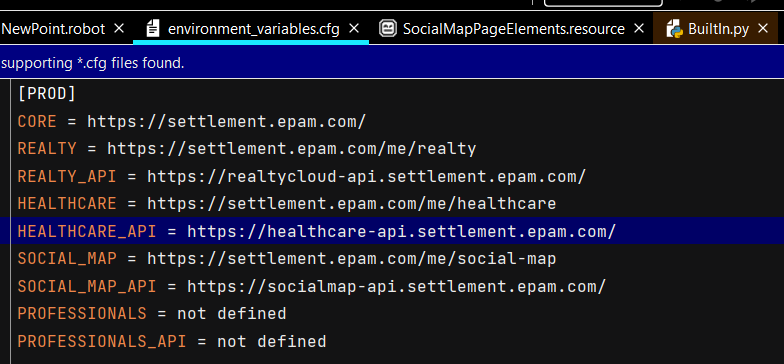 NewPoint.robot environment_variables.cfg SocialMapPageElements.resource BuiltIn.py
supporting *.cfg files found.
[PROD]
CORE = https://settlement.epam.com/
REALTY = https://settlement.epam.com/me/realty
REALTY_API = https://realtycloud-api.settlement.epam.com/
HEALTHCARE = https://settlement.epam.com/me/healthcare
HEALTHCARE_API = https://healthcare-api.settlement.epam.com/
SOCIAL_MAP = https://settlement.epam.com/me/social-map
SOCIAL_MAP_API = https://socialmap-api.settlement.epam.com/
PROFESSIONALS = not defined
PROFESSIONALS_API = not defined